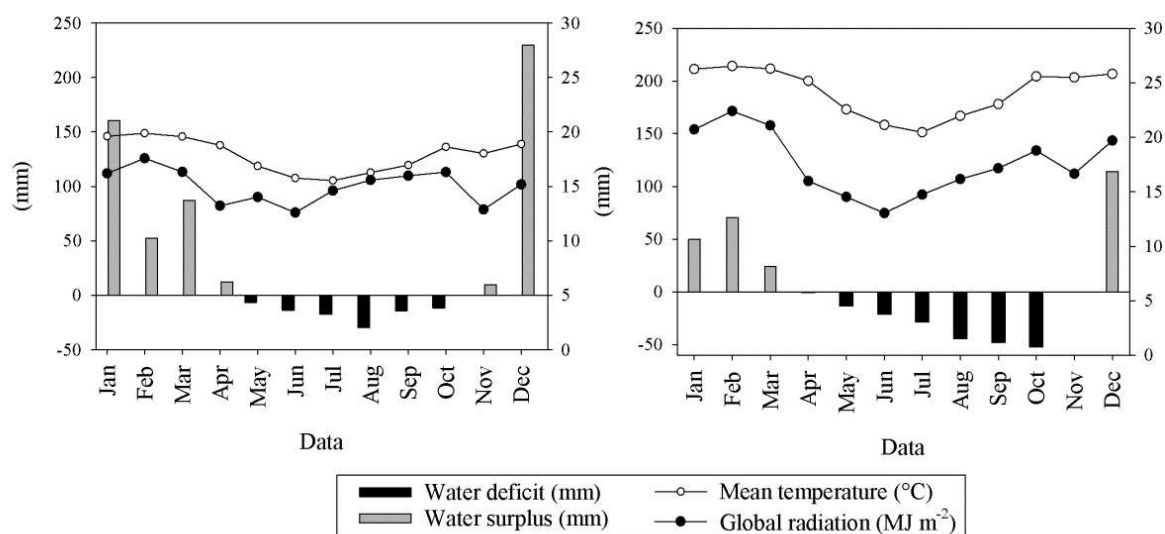 250
200
150
100
50
0
-50
(mm)
30
25
20
15
10
5
0
Jan
Feb
Mar
Apr
May
Jun
Jul
Aug
Sep
Oct
Nov
Dec
Data
250
200
150
100
50
0
-50
(mm)
30
25
20
15
10
5
0
Jan
Feb
Mar
Apr
May
Jun
Jul
Aug
Sep
Oct
Nov
Dec
Data
Water deficit (mm)
Water surplus (mm)
Mean temperature (°C)
Global radiation (MJ m⁻²)